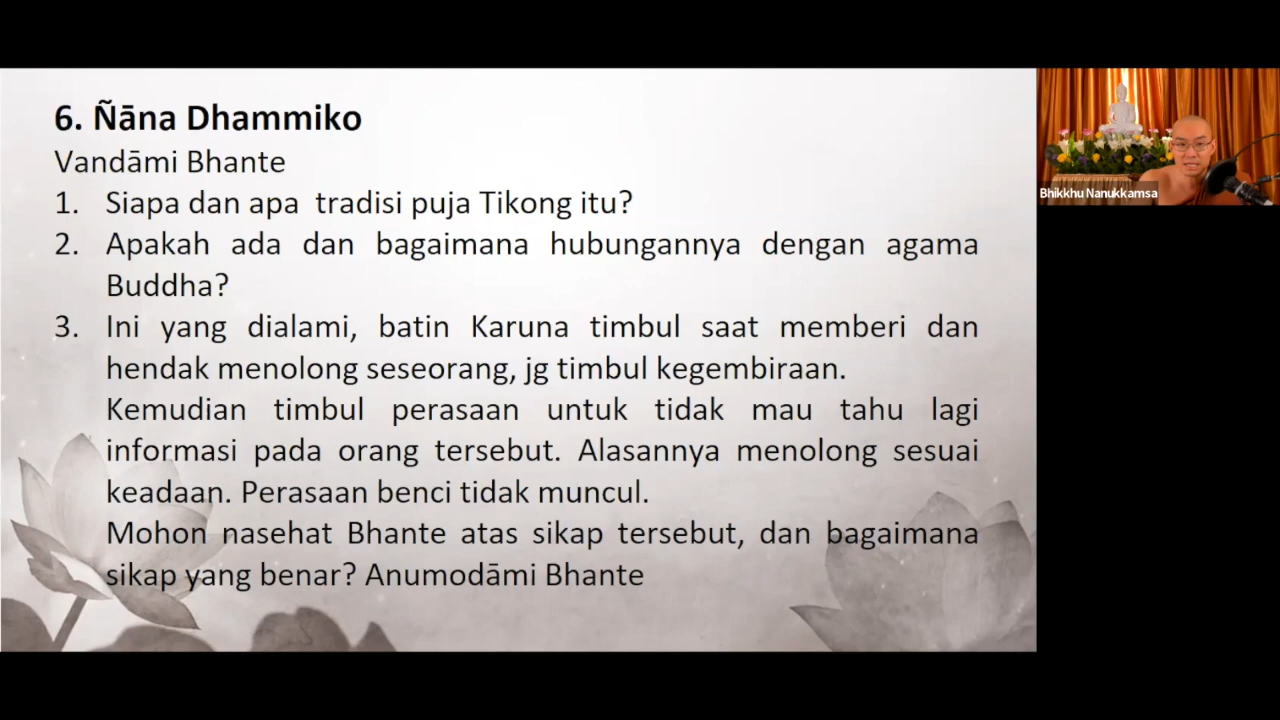 6. Ñāna Dhammiko
Vandāmi Bhante
1. Siapa dan apa tradisi puja Tikong itu?
2. Apakah ada dan bagaimana hubungannya dengan agama
Buddha?
3. Ini yang dialami, batin Karuna timbul saat memberi dan
hendak menolong seseorang, jg timbul kegembiraan.
Kemudian timbul perasaan untuk tidak mau tahu lagi
informasi pada orang tersebut. Alasannya menolong sesuai
keadaan. Perasaan benci tidak muncul.
Mohon nasehat Bhante atas sikap tersebut, dan bagaimana
sikap yang benar? Anumodāmi Bhante
Bhikkhu Nanukkamsa